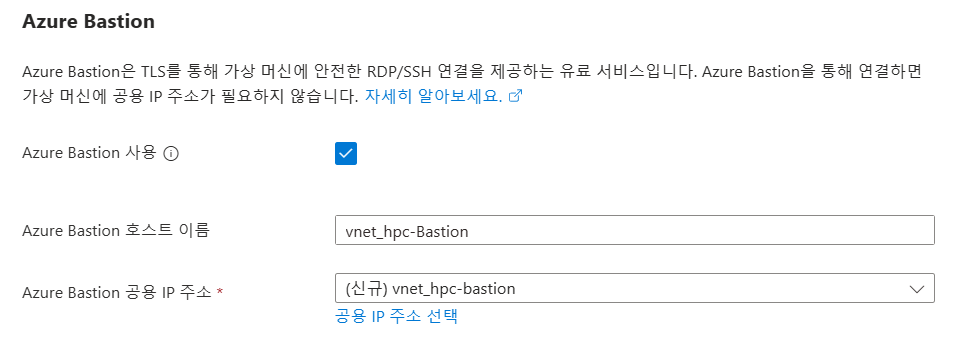 Azure Bastion
Azure Bastion은 TLS를 통해 가상 머신에 안전한 RDP/SSH 연결을 제공하는 유료 서비스입니다. Azure Bastion을 통해 연결하면
가상 머신에 공용 IP 주소가 필요하지 않습니다. 자세히 알아보세요.
Azure Bastion 사용
Azure Bastion 호스트 이름
vnet_hpc-Bastion
Azure Bastion 공용 IP 주소 *
(신규) vnet_hpc-bastion
공용 IP 주소 선택